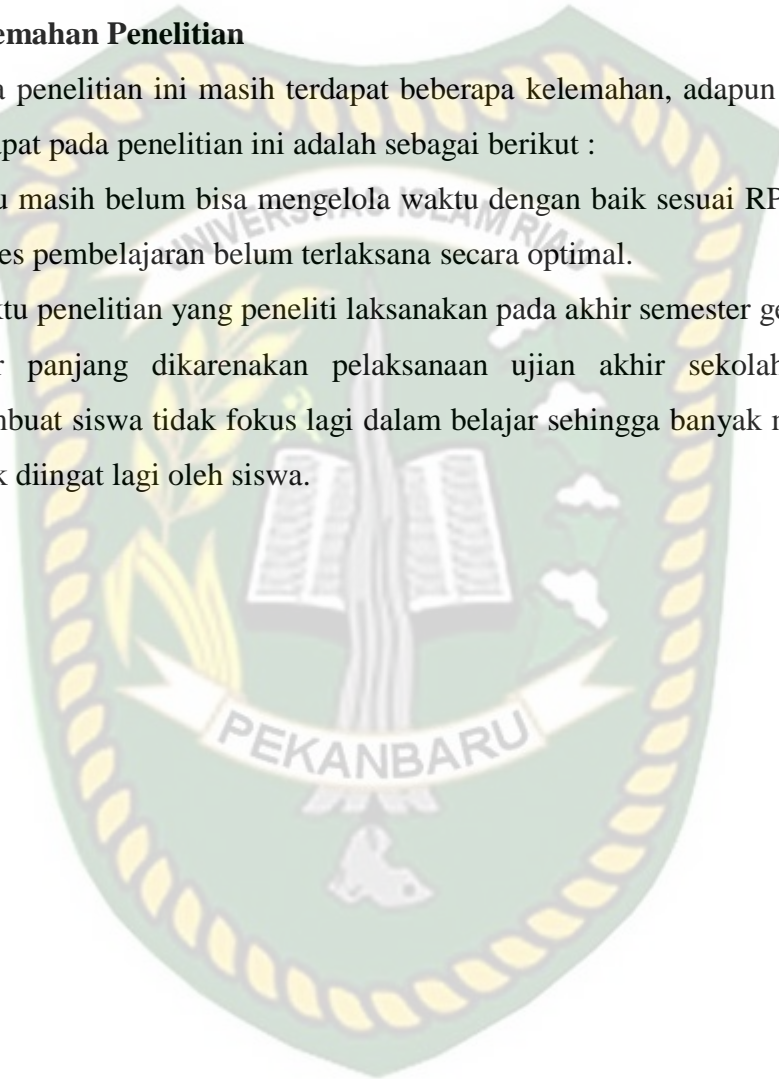 emahan Penelitian
a penelitian ini masih terdapat beberapa kelemahan, adapun
apat pada penelitian ini adalah sebagai berikut :
u masih belum bisa mengelola waktu dengan baik sesuai RP
es pembelajaran belum terlaksana secara optimal.
ktu penelitian yang peneliti laksanakan pada akhir semester ge
r panjang dikarenakan pelaksanaan ujian akhir sekolah
mbuat siswa tidak fokus lagi dalam belajar sehingga banyak
k diingat lagi oleh siswa.
UNIVERSITAS ISLAM RIAU
PEKANBARU